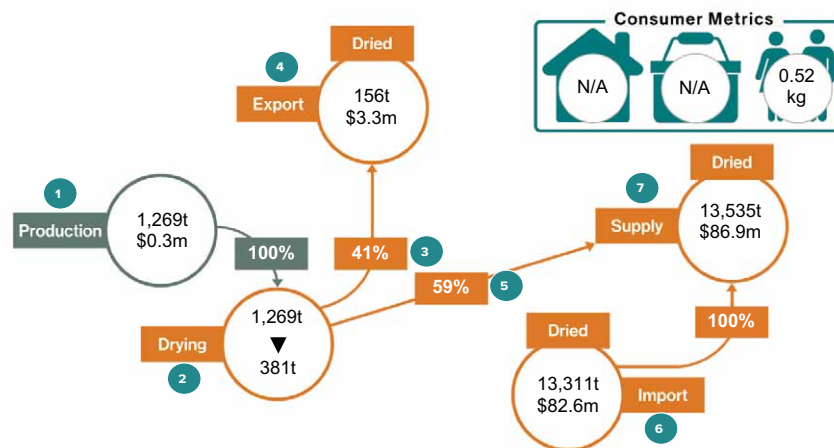 Consumer Metrics
N/A
N/A
0.52
kg
Dried
4
Export
156t
$3.3m
1
Production
1,269t
$0.3m
100%
41%
3
59%
5
Drying
2
1,269t
▼
381t
Dried
7
Supply
13,535t
$86.9m
100%
Dried
13,311t
$82.6m
Import
6